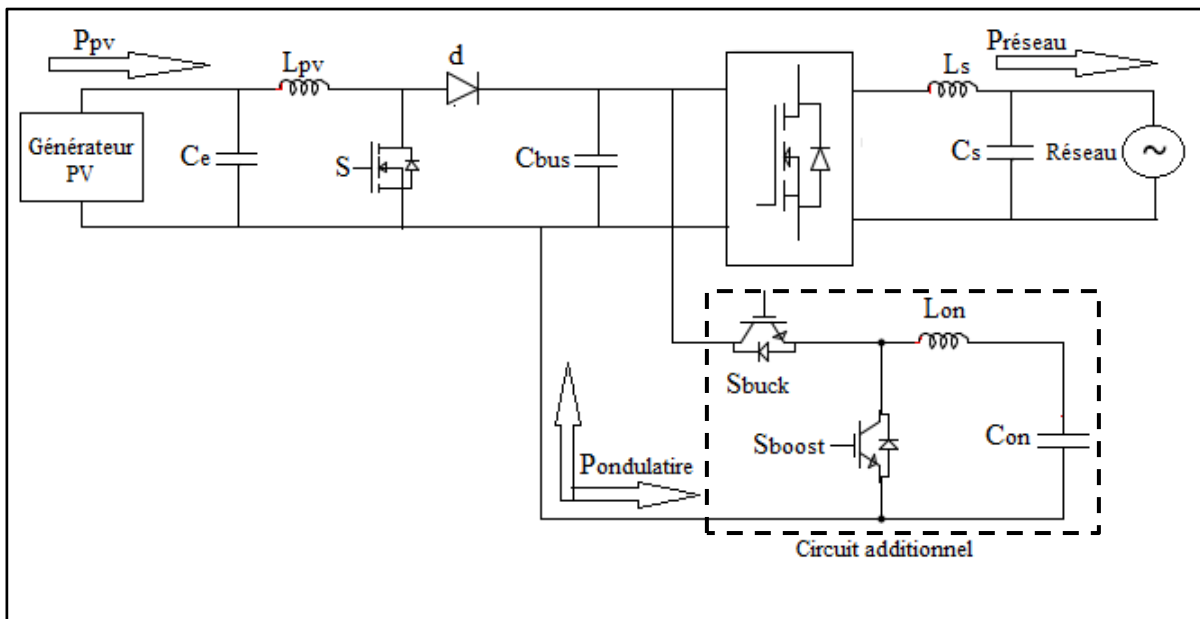 Ppv
Lpv
d
Ls
Préseau
Générateur
PV
Ce
S
Cbus
Cs
Réseau
~
Lon
Sbuck
Sboost
Con
Pondulatire
Circuit additionnel